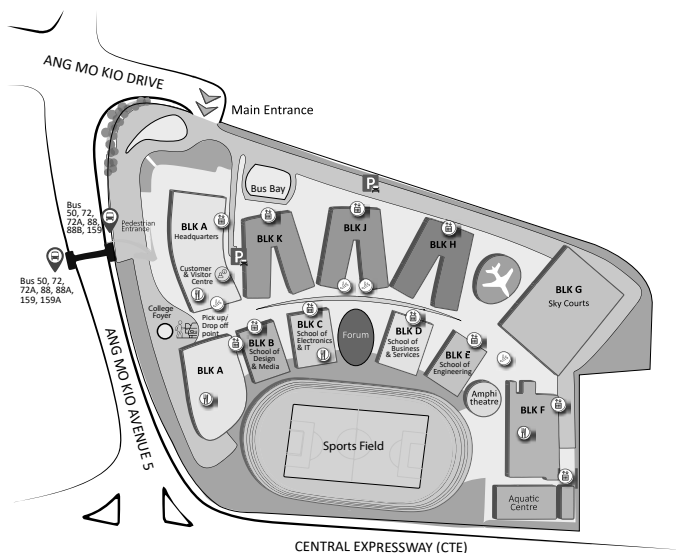 ANG MO KIO DRIVE
Main Entrance
P
Bus Bay
Bus
50, 72,
72A, 88,
88B, 159
Pedestrian
Entrance
BLK A
Headquarters
BLK K
BLK J
BLK H
P
Bus 50, 72,
72A, 88, 88A,
159, 159A
Customer
& Visitor
Centre
BLK G
Sky Courts
College
Foyer
Pick up/
Drop off
point
BLK B
School of
Design
& Media
BLK C
School of
Electronics
& IT
Forum
BLK D
School of
Business
& Services
BLK E
School of
Engineering
BLK A
Amphi
theatre
BLK F
ANG MO KIO AVENUE 5
Sports Field
Aquatic
Centre
CENTRAL EXPRESSWAY (CTE)